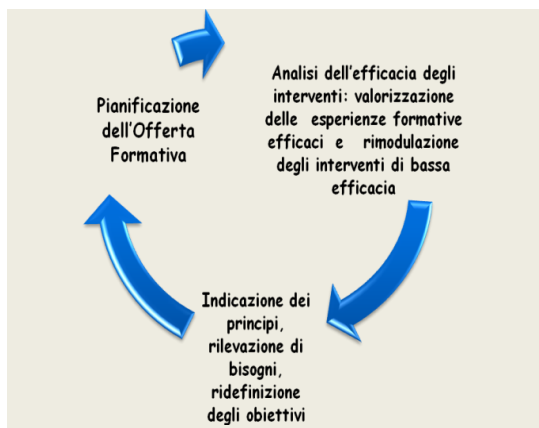 Pianificazione
dell'Offerta
Formativa
Analisi dell'efficacia degli
interventi: valorizzazione
delle esperienze formative
efficaci e rimodulazione
degli interventi di bassa
efficacia
Indicazione dei
principi,
rilevazione di
bisogni,
ridefinizione
degli obiettivi